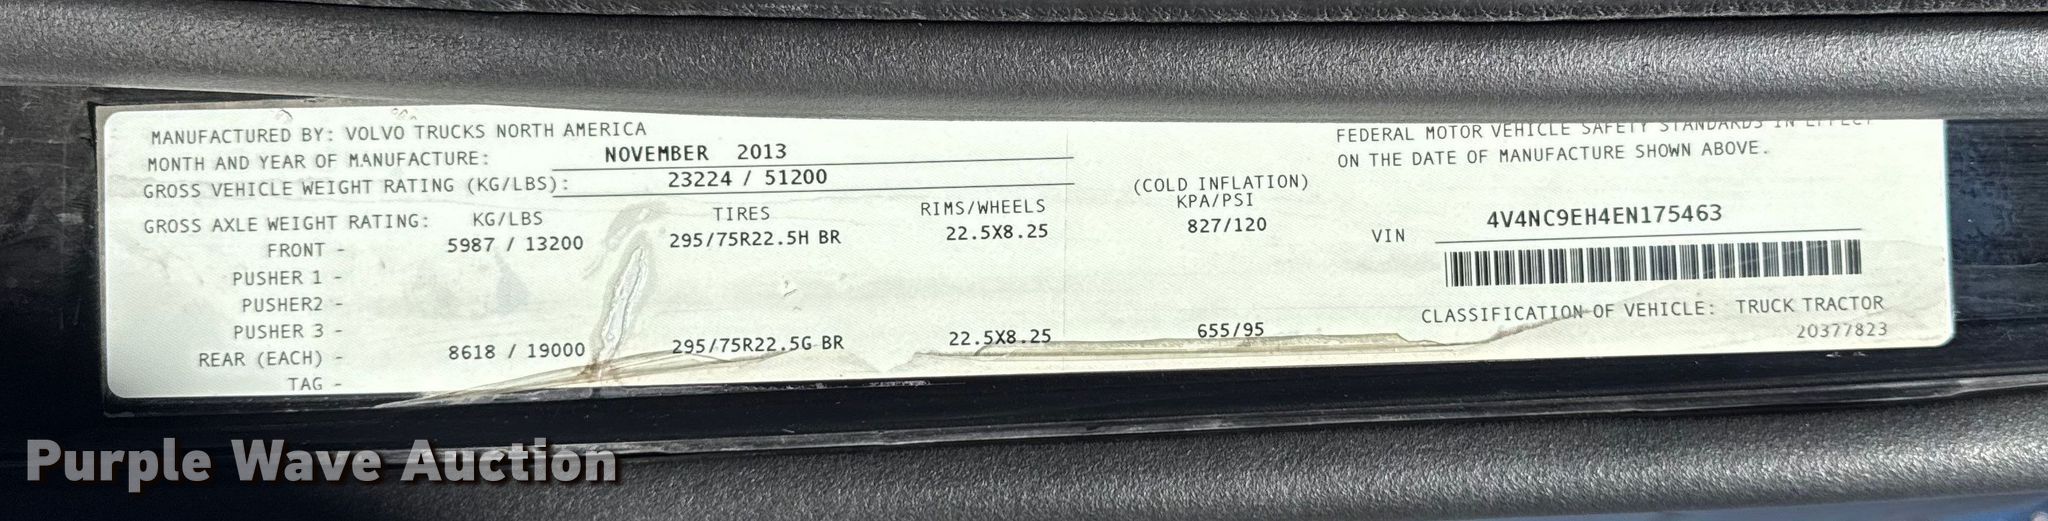 MANUFACTURED BY: VOLVO TRUCKS NORTH AMERICA
MONTH AND YEAR OF MANUFACTURE: NOVEMBER 2013
GROSS VEHICLE WEIGHT RATING (KG/LBS): 23224 / 51200
GROSS AXLE WEIGHT RATING: KG/LBS TIRES RIMS/WHEELS (COLD INFLATION) KPA/PSI
FRONT - 5987 / 13200 295/75R22.5H BR 22.5X8.25 827/120
PUSHER 1 -
PUSHER2 -
PUSHER 3 -
REAR (EACH) - 8618 / 19000 295/75R22.5G BR 22.5X8.25 655/95
TAG -
FEDERAL MOTOR VEHICLE SAFETY STANDARDS IN EFFECT
ON THE DATE OF MANUFACTURE SHOWN ABOVE.
VIN 4V4NC9EH4EN175463
CLASSIFICATION OF VEHICLE: TRUCK TRACTOR
20377823
Purple Wave Auction